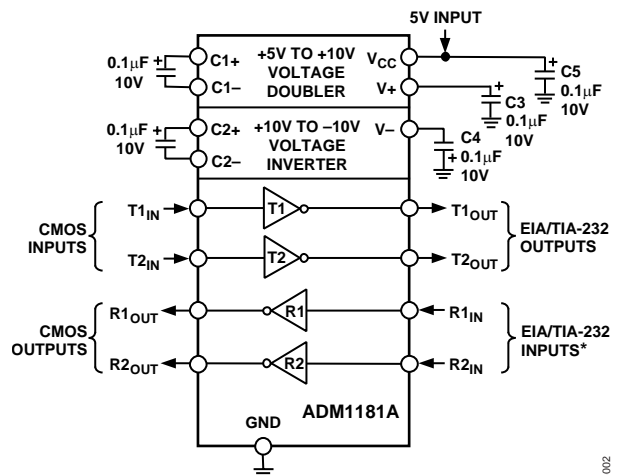 5V INPUT
0.1µF + 10V
C1+
C1–
+5V TO +10V VOLTAGE DOUBLER
VCC
V+
+ C5 0.1µF 10V
+ C3 0.1µF 10V
0.1µF + 10V
C2+
C2–
+10V TO –10V VOLTAGE INVERTER
V–
C4 + 0.1µF 10V
CMOS INPUTS
T1IN
T1
T1OUT
T2IN
T2
T2OUT
EIA/TIA-232 OUTPUTS
CMOS OUTPUTS
R1OUT
R1
R1IN
R2OUT
R2
R2IN
EIA/TIA-232 INPUTS*
GND
ADM1181A
002